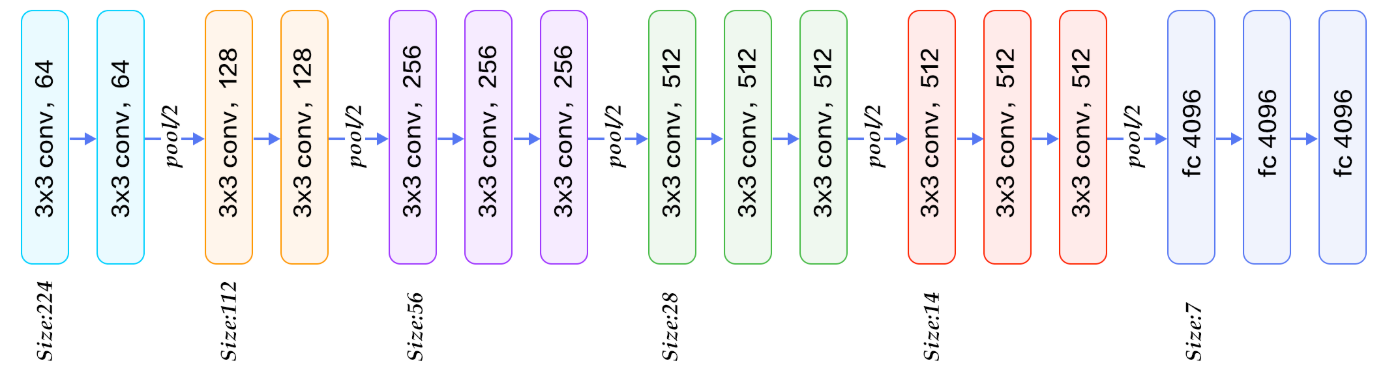 3x3 conv, 64
3x3 conv, 64
pool/2
3x3 conv, 128
3x3 conv, 128
pool/2
3x3 conv, 256
3x3 conv, 256
3x3 conv, 256
pool/2
3x3 conv, 512
3x3 conv, 512
3x3 conv, 512
pool/2
3x3 conv, 512
3x3 conv, 512
3x3 conv, 512
pool/2
fc 4096
fc 4096
fc 4096
Size:224
Size:112
Size:56
Size:28
Size:14
Size:7